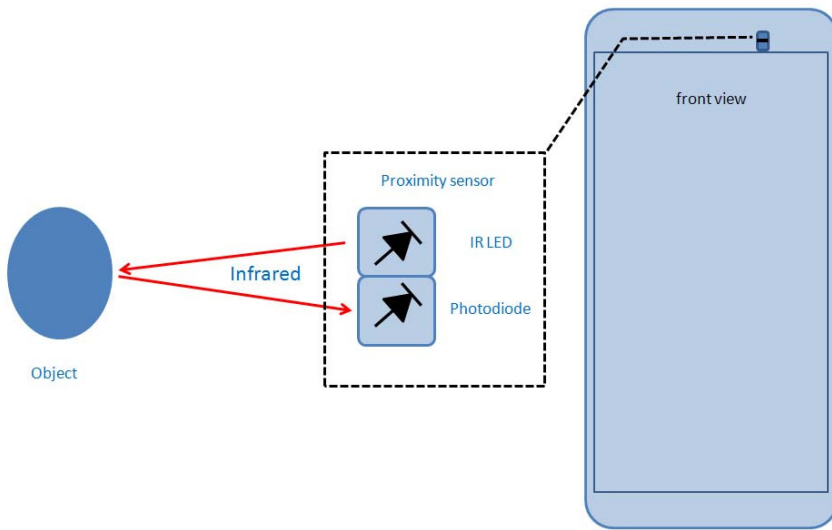 front view
Proximity sensor
IR LED
Infrared
Photodiode
Object